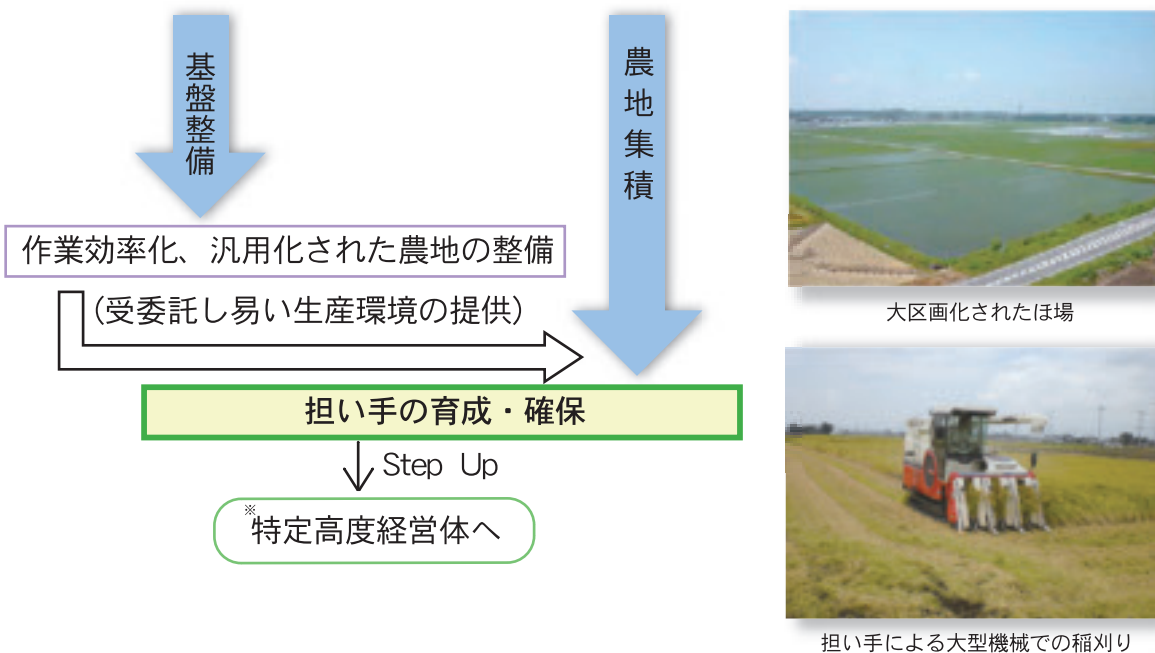 基盤整備
農地集積
作業効率化、汎用化された農地の整備
(受委託し易い生産環境の提供)
担い手の育成・確保
Step Up
※特定高度経営体へ
大区画化されたほ場
担い手による大型機械での稲刈り